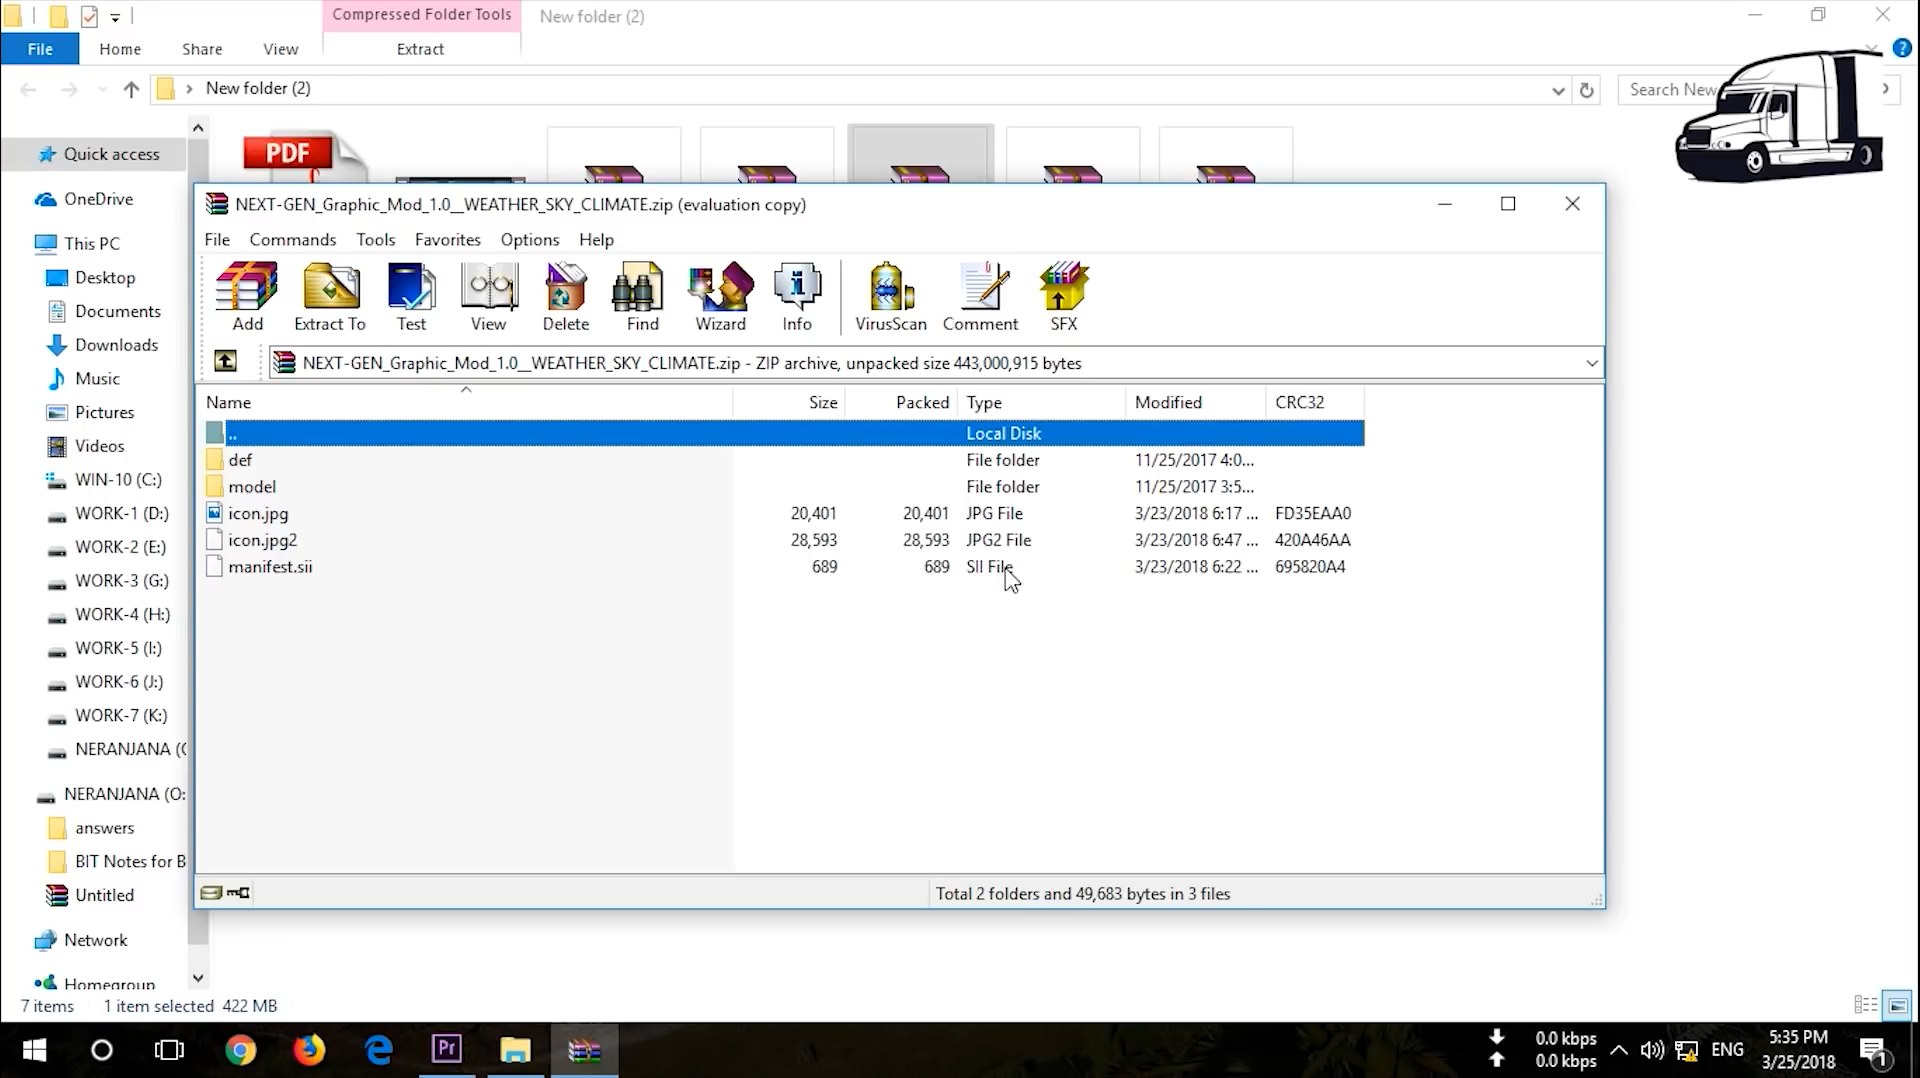 Compressed Folder Tools New folder (2)
File Home Share View Extract
New folder (2) Search New
Quick access
OneDrive
This PC
Desktop
Documents
Downloads
Music
Pictures
Videos
WIN-10 (C:)
WORK-1 (D:)
WORK-2 (E:)
WORK-3 (G:)
WORK-4 (H:)
WORK-5 (I:)
WORK-6 (J:)
WORK-7 (K:)
NERANJANA (
NERANJANA (O:
answers
BIT Notes for B
Untitled
Network
Homegroup
PDF
NEXT-GEN_Graphic_Mod_1.0__WEATHER_SKY_CLIMATE.zip (evaluation copy)
File Commands Tools Favorites Options Help
Add Extract To Test View Delete Find Wizard Info VirusScan Comment SFX
NEXT-GEN_Graphic_Mod_1.0__WEATHER_SKY_CLIMATE.zip - ZIP archive, unpacked size 443,000,915 bytes
Name Size Packed Type Modified CRC32
.. Local Disk
def File folder 11/25/2017 4:0...
model File folder 11/25/2017 3:5...
icon.jpg 20,401 20,401 JPG File 3/23/2018 6:17 ... FD35EAA0
icon.jpg2 28,593 28,593 JPG2 File 3/23/2018 6:47 ... 420A46AA
manifest.sii 689 689 SII File 3/23/2018 6:22 ... 695820A4
Total 2 folders and 49,683 bytes in 3 files
7 items 1 item selected 422 MB
Pr
0.0 kbps
0.0 kbps
ENG
5:35 PM
3/25/2018
1